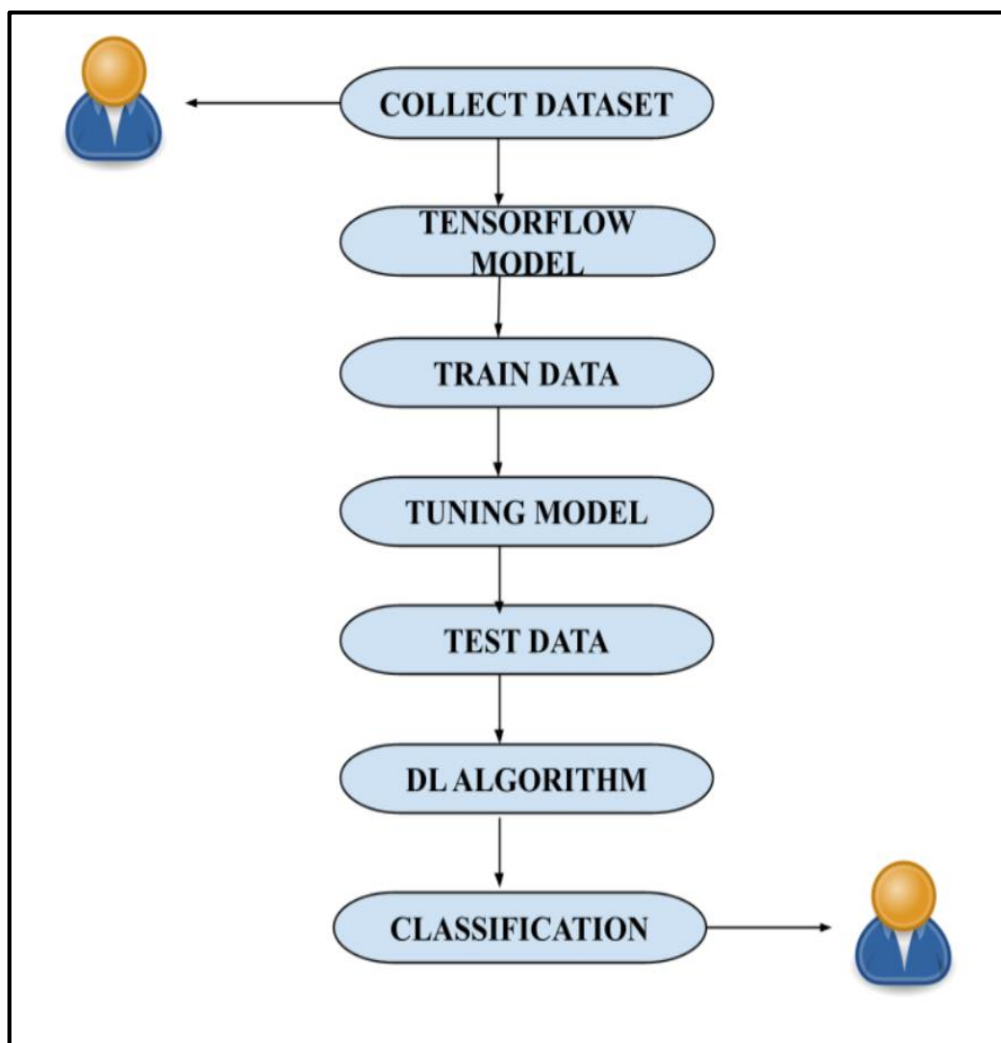 COLLECT DATASET
TENSORFLOW
MODEL
TRAIN DATA
TUNING MODEL
TEST DATA
DL ALGORITHM
CLASSIFICATION